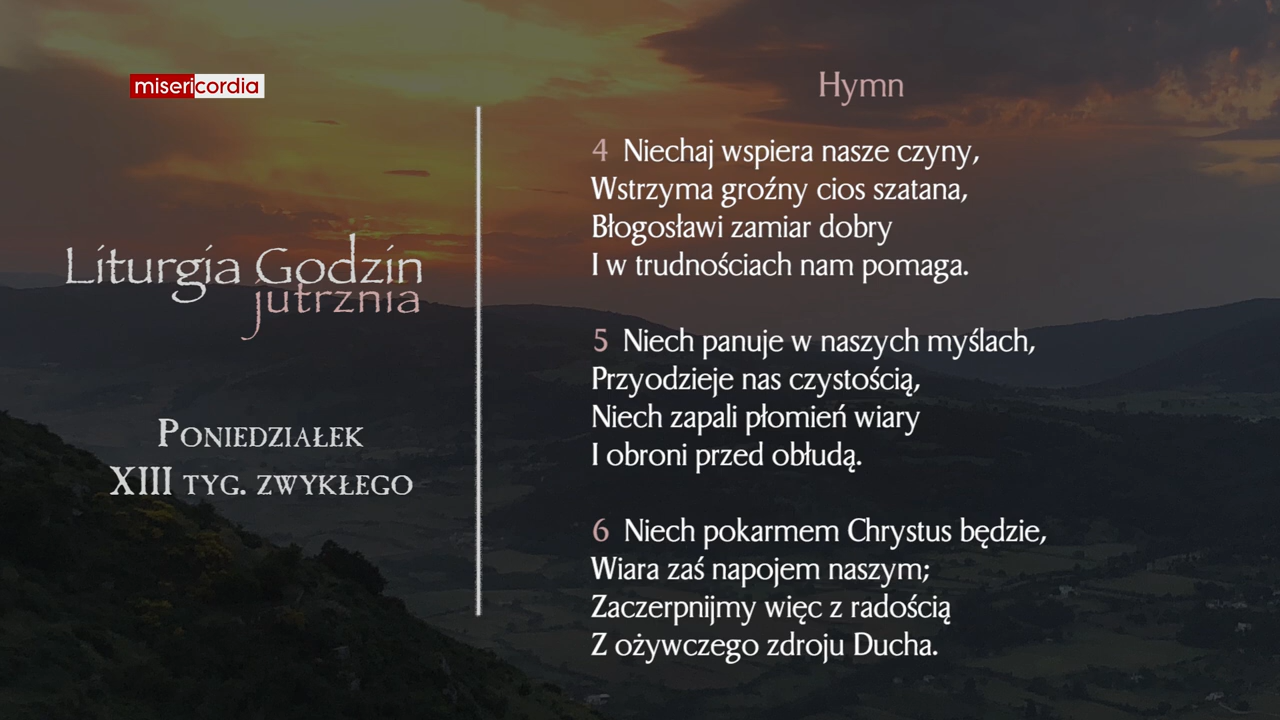 misericordia
Liturgia Godzin
jutrznia
Poniedziałek
XIII tyg. zwykłego
Hymn
4 Niechaj wspiera nasze czyny,
Wstrzyma groźny cios szatana,
Błogosławi zamiar dobry
I w trudnościach nam pomaga.
5 Niech panuje w naszych myślach,
Przyodzieje nas czystością,
Niech zapali płomień wiary
I obroni przed obłudą.
6 Niech pokarmem Chrystus będzie,
Wiara zaś napojem naszym;
Zaczerpnijmy więc z radością
Z ożywczego zdroju Ducha.